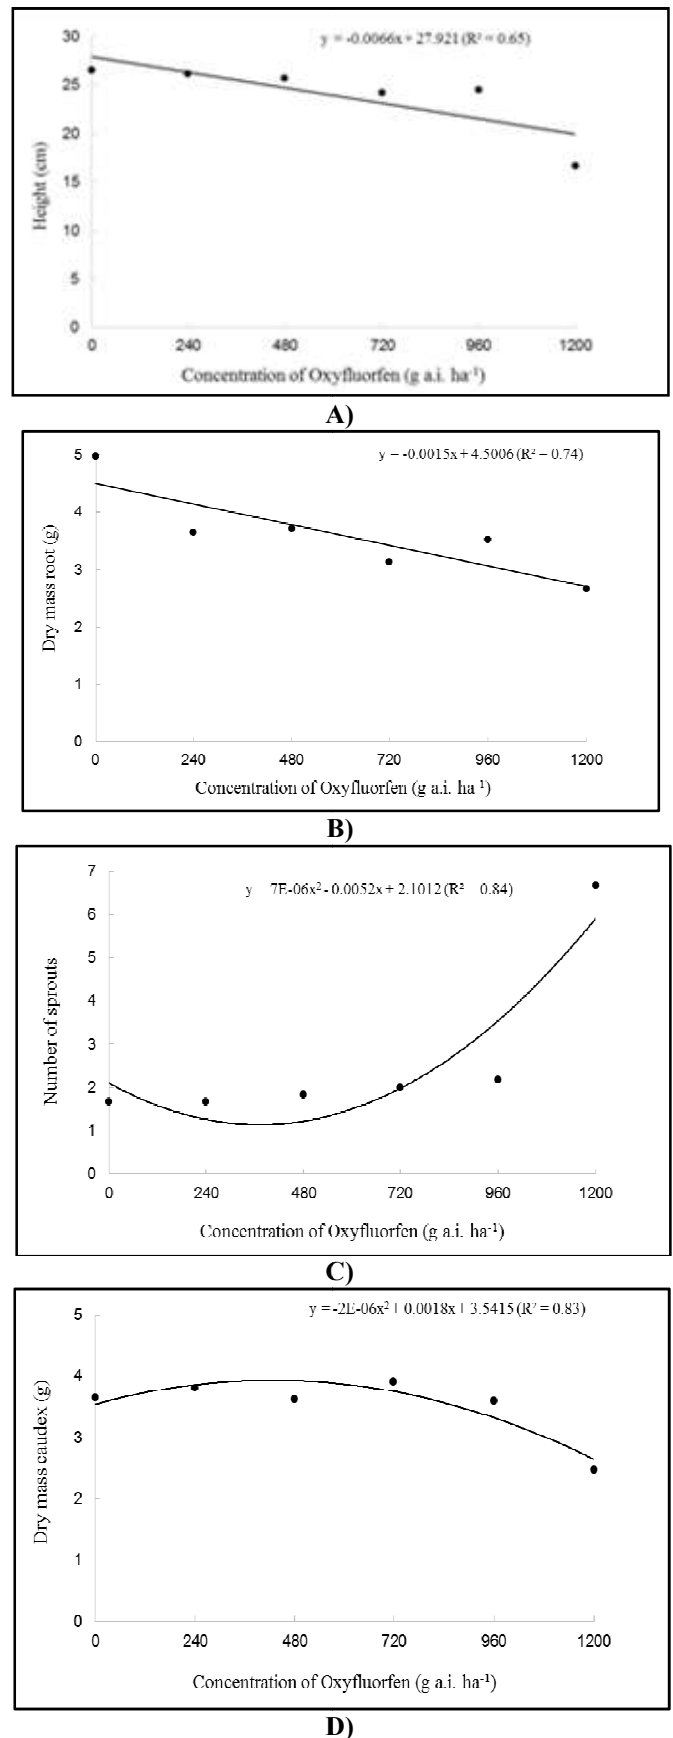 y = -0.0066x + 27.921 (R² = 0.65)
30
25
20
15
10
5
0
Height (cm)
0 240 480 720 960 1200
Concentration of Oxyfluorfen (g a.i. ha⁻¹)
A)
y = -0.0015x + 4.5006 (R² = 0.74)
5
4
3
2
1
0
Dry mass root (g)
0 240 480 720 960 1200
Concentration of Oxyfluorfen (g a.i. ha⁻¹)
B)
y = 7E-06x² - 0.0052x + 2.1012 (R² = 0.84)
7
6
5
4
3
2
1
0
Number of sprouts
0 240 480 720 960 1200
Concentration of Oxyfluorfen (g a.i. ha⁻¹)
C)
y = -2E-06x² + 0.0018x + 3.5415 (R² = 0.83)
5
4
3
2
1
0
Dry mass caudex (g)
0 240 480 720 960 1200
Concentration of Oxyfluorfen (g a.i. ha⁻¹)
D)